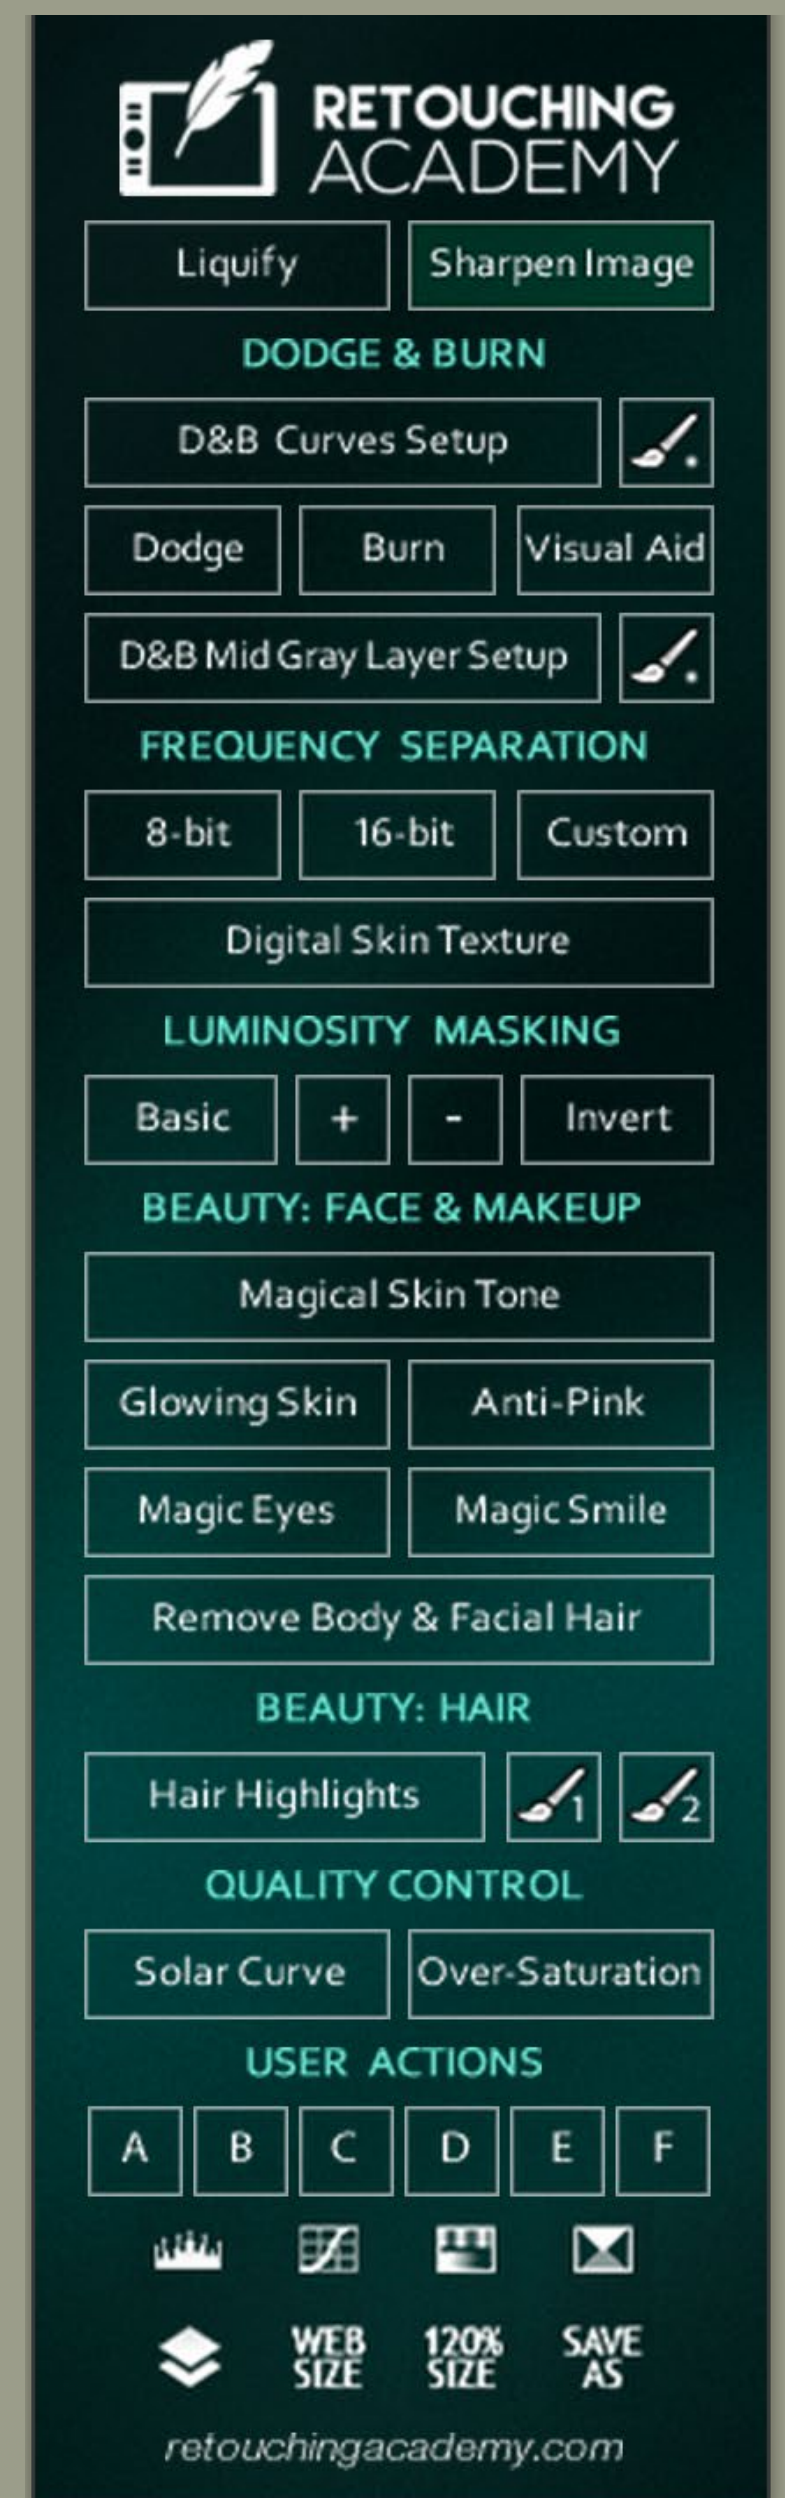 RETOUCHING
ACADEMY
Liquify Sharpen Image
DODGE & BURN
D&B Curves Setup
Dodge Burn Visual Aid
D&B Mid Gray Layer Setup
FREQUENCY SEPARATION
8-bit 16-bit Custom
Digital Skin Texture
LUMINOSITY MASKING
Basic + - Invert
BEAUTY: FACE & MAKEUP
Magical Skin Tone
Glowing Skin Anti-Pink
Magic Eyes Magic Smile
Remove Body & Facial Hair
BEAUTY: HAIR
Hair Highlights 1 2
QUALITY CONTROL
Solar Curve Over-Saturation
USER ACTIONS
A B C D E F
WEB 120% SAVE
SIZE SIZE AS
retouchingacademy.com